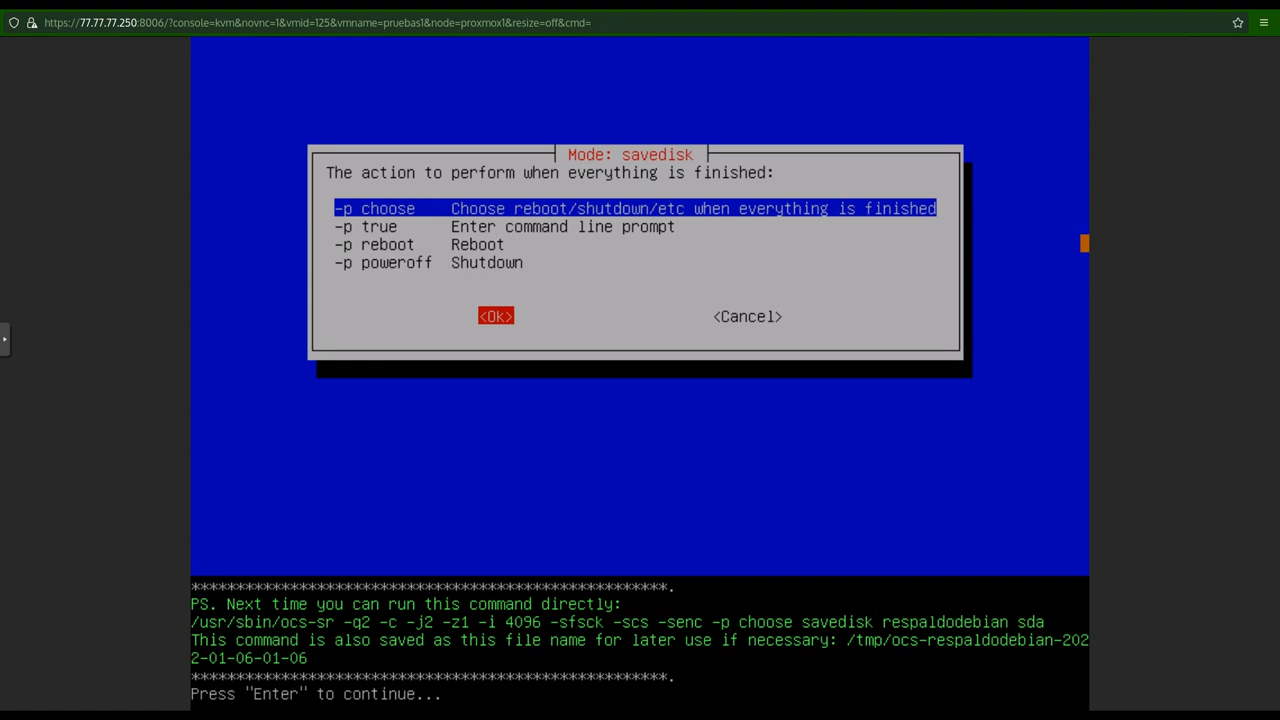 https://77.77.77.250:8006/?console=kvm&novnc=1&vmid=125&vmname=pruebas1&node=proxmox1&resize=off&cmd=
Mode: savedisk
The action to perform when everything is finished:
-p choose Choose reboot/shutdown/etc when everything is finished
-p true Enter command line prompt
-p reboot Reboot
-p poweroff Shutdown
<Ok> <Cancel>
*****************************************************.
PS. Next time you can run this command directly:
/usr/sbin/ocs-sr -q2 -c -j2 -z1 -i 4096 -sfsck -scs -senc -p choose savedisk respaldodebian sda
This command is also saved as this file name for later use if necessary: /tmp/ocs-respaldodebian-202
2-01-06-01-06
*****************************************************.
Press "Enter" to continue...